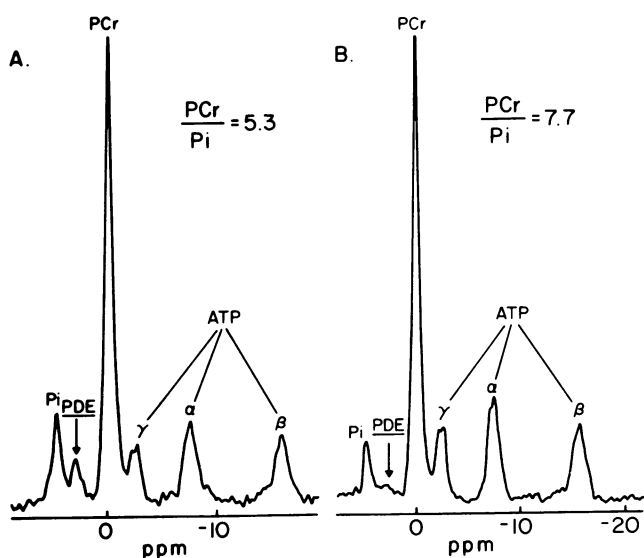 A.
PCr
PCr
Pi
=5.3
ATP
Pi
PDE
γ
α
β
0
-10
ppm
B.
PCr
PCr
Pi
=7.7
ATP
Pi
PDE
γ
α
β
0
-10
-20
ppm